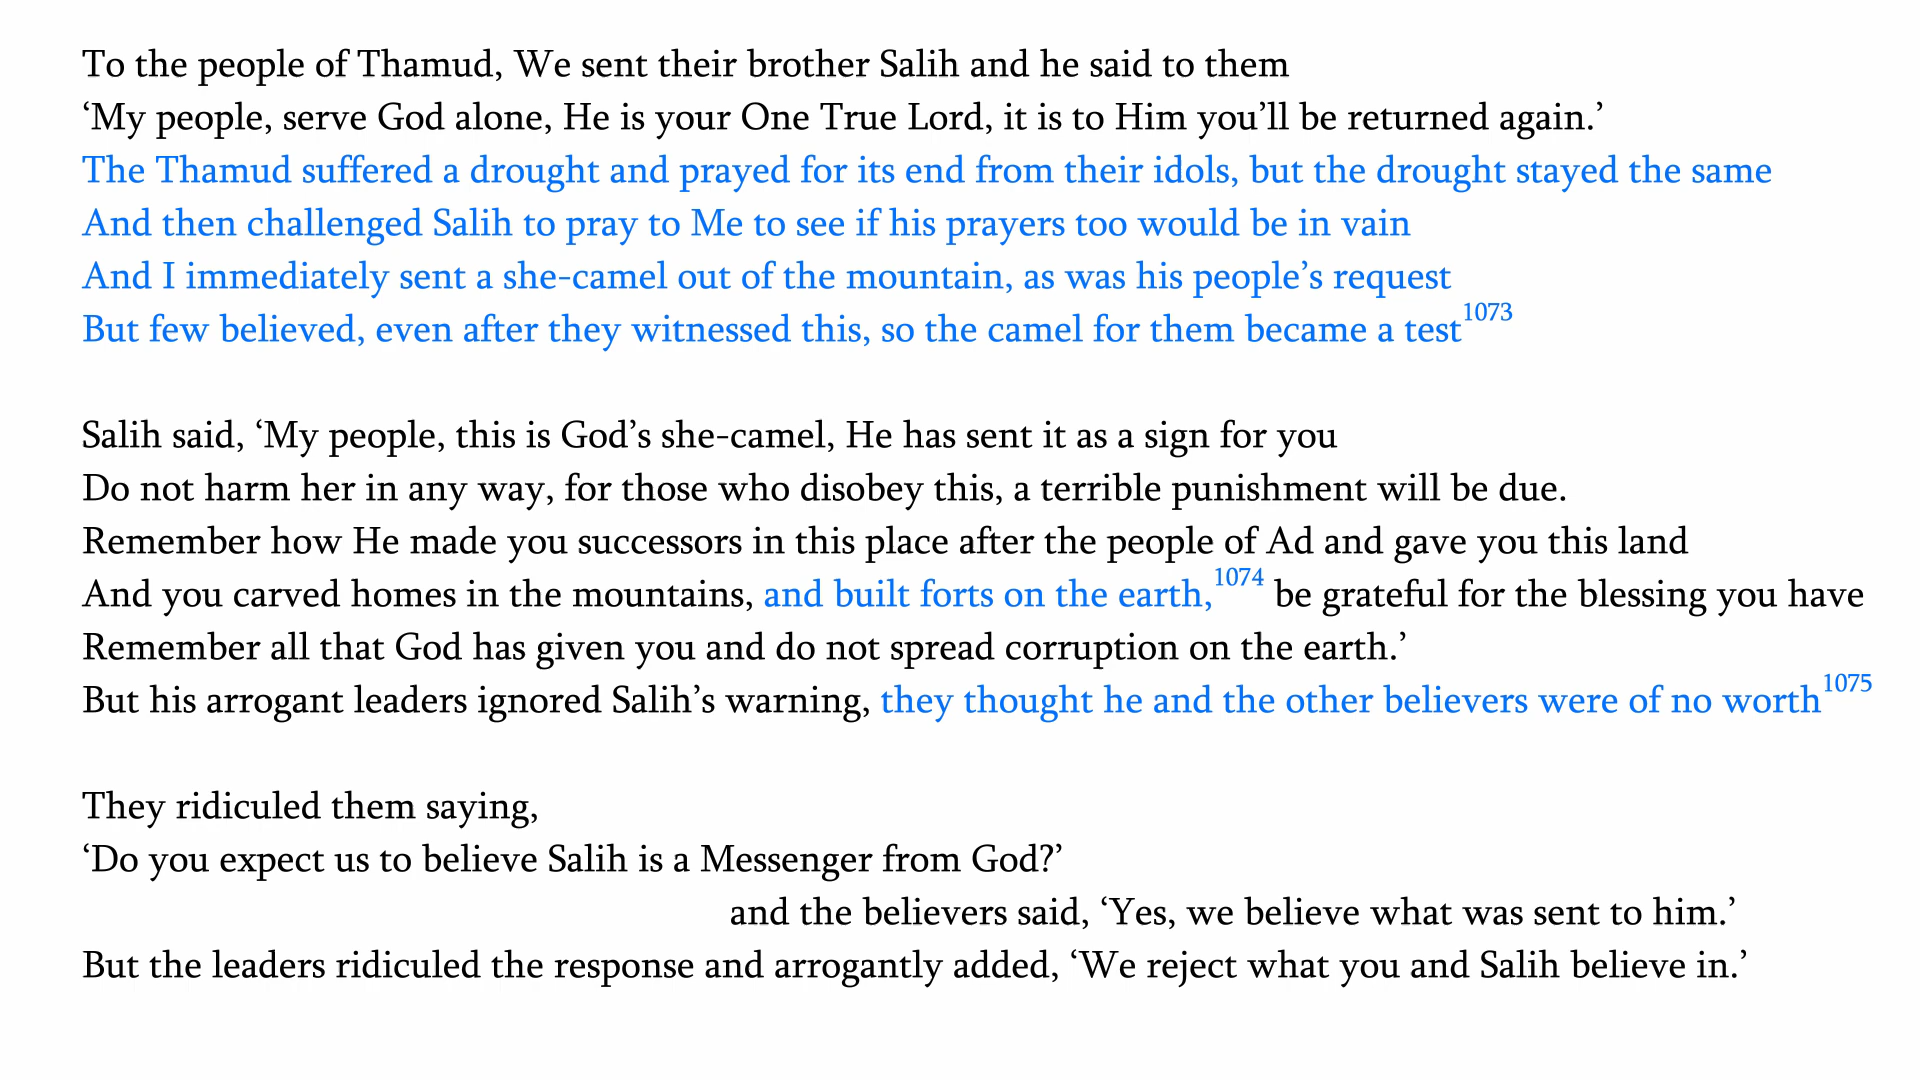 To the people of Thamud, We sent their brother Salih and he said to them
‘My people, serve God alone, He is your One True Lord, it is to Him you’ll be returned again.’
The Thamud suffered a drought and prayed for its end from their idols, but the drought stayed the same
And then challenged Salih to pray to Me to see if his prayers too would be in vain
And I immediately sent a she-camel out of the mountain, as was his people’s request
But few believed, even after they witnessed this, so the camel for them became a test1073
Salih said, ‘My people, this is God’s she-camel, He has sent it as a sign for you
Do not harm her in any way, for those who disobey this, a terrible punishment will be due.
Remember how He made you successors in this place after the people of Ad and gave you this land
And you carved homes in the mountains, and built forts on the earth,1074 be grateful for the blessing you have
Remember all that God has given you and do not spread corruption on the earth.’
But his arrogant leaders ignored Salih’s warning, they thought he and the other believers were of no worth1075
They ridiculed them saying,
‘Do you expect us to believe Salih is a Messenger from God?’
and the believers said, ‘Yes, we believe what was sent to him.’
But the leaders ridiculed the response and arrogantly added, ‘We reject what you and Salih believe in.’